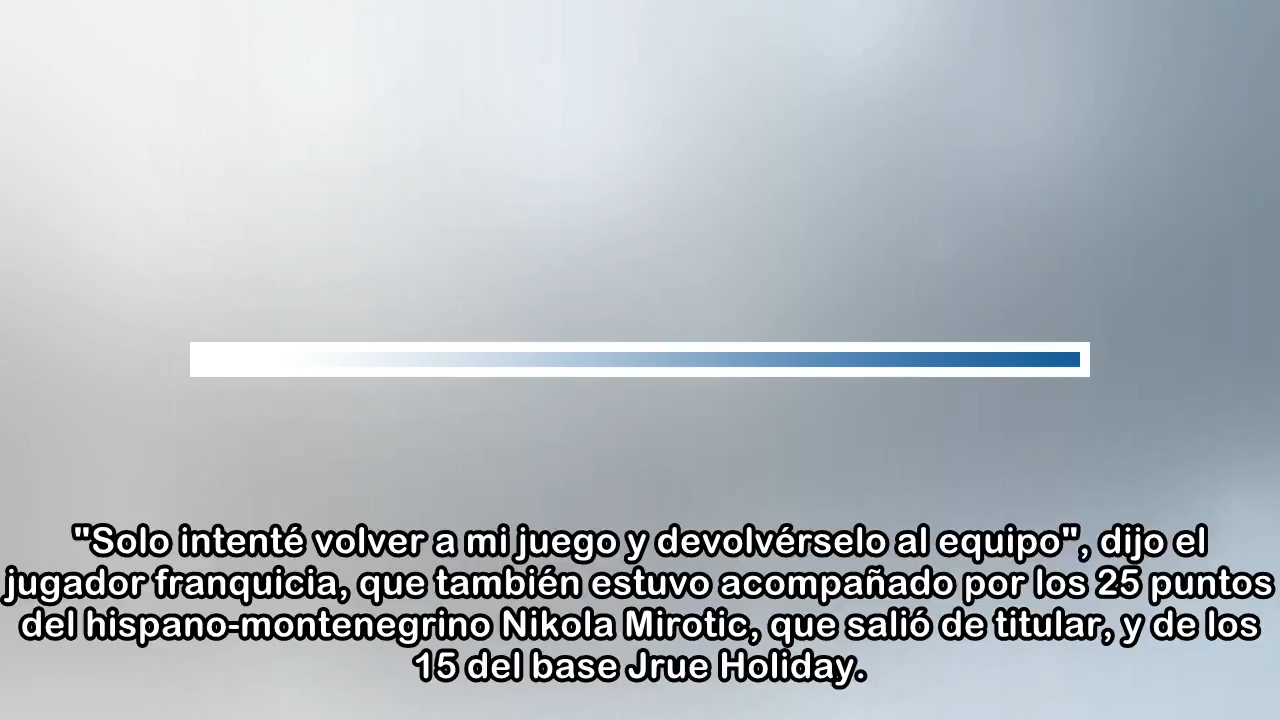 "Solo intenté volver a mi juego y devolvérselo al equipo", dijo el
jugador franquicia, que también estuvo acompañado por los 25 puntos
del hispano-montenegrino Nikola Mirotic, que salió de titular, y de los
15 del base Jrue Holiday.